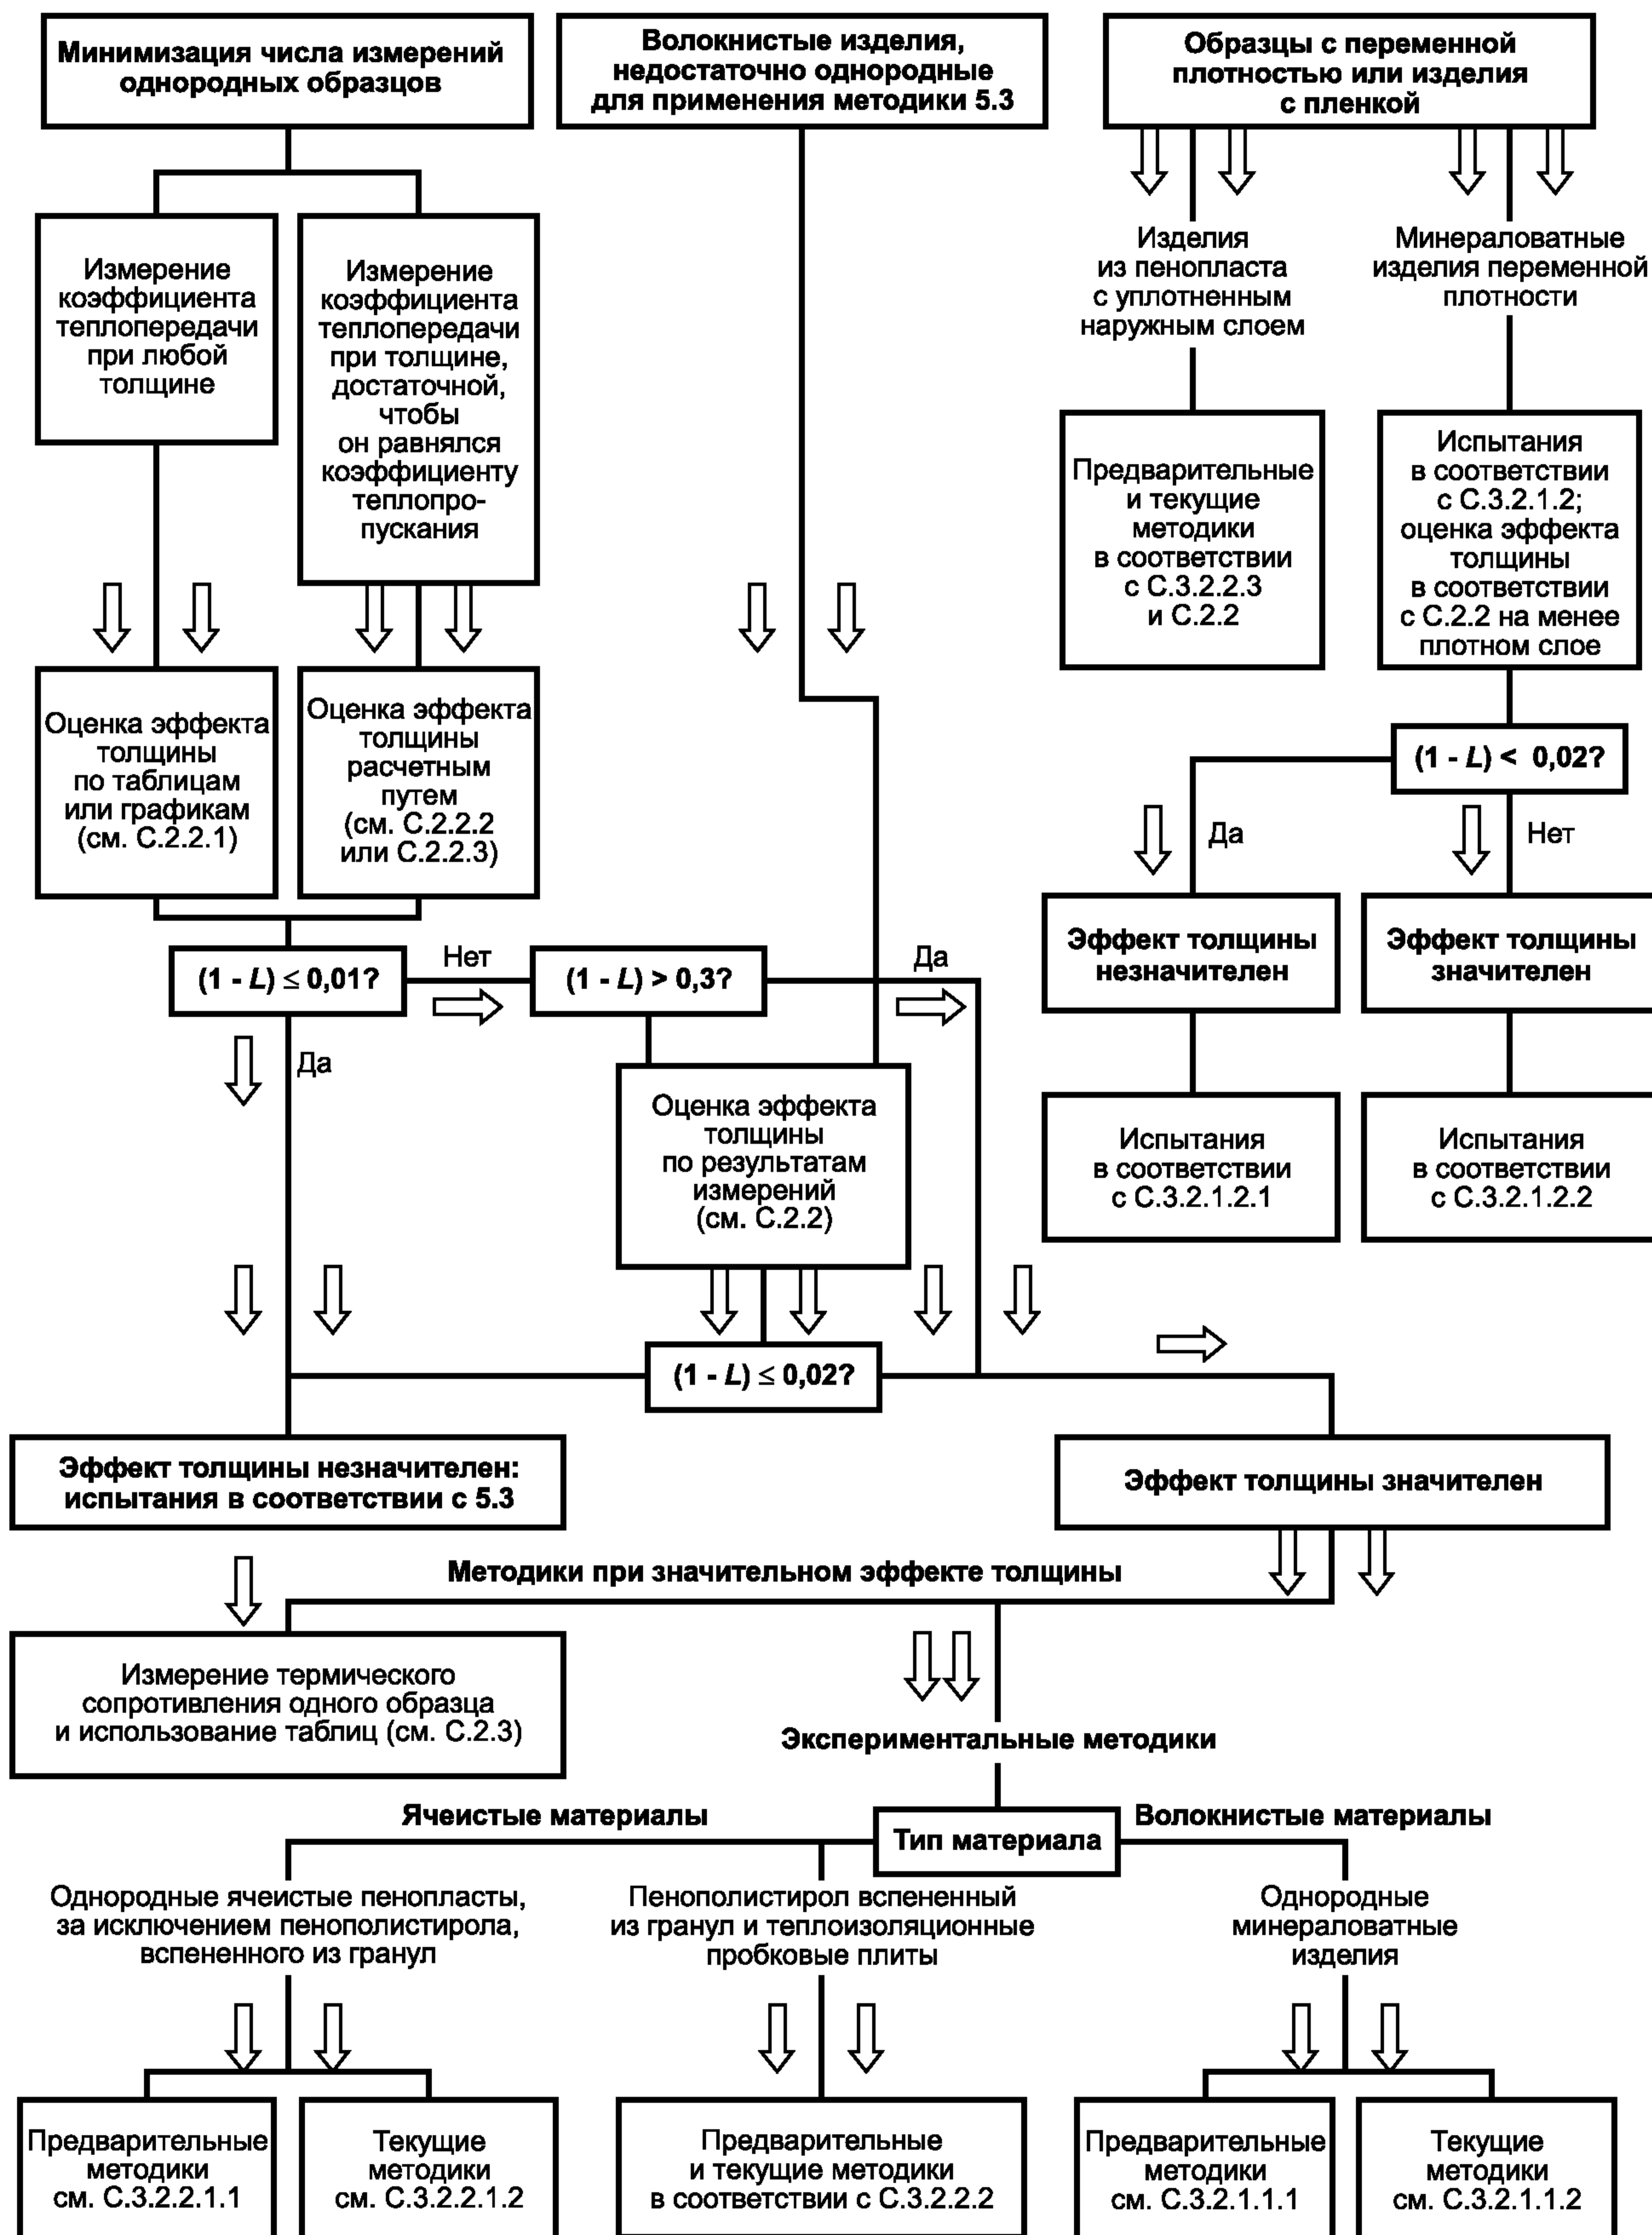 Минимизация числа измерений
однородных образцов
Волокнистые изделия,
недостаточно однородные
для применения методики 5.3
Образцы с переменной
плотностью или изделия
с пленкой
Измерение
коэффициента
теплопередачи
при любой
толщине
Измерение
коэффициента
теплопередачи
при толщине,
достаточной,
чтобы
он равнялся
коэффициенту
теплопро-
пускания
Изделия
из пенопласта
с уплотненным
наружным слоем
Минераловатные
изделия переменной
плотности
Предварительные
и текущие
методики
в соответствии
с С.3.2.2.3
и С.2.2
Испытания
в соответствии
с С.3.2.1.2;
оценка эффекта
толщины
в соответствии
с С.2.2 на менее
плотном слое
Оценка эффекта
толщины
по таблицам
или графикам
(см. С.2.2.1)
Оценка эффекта
толщины
расчетным
путем
(см. С.2.2.2
или С.2.2.3)
(1 - L) < 0,02?
Да
Нет
Эффект толщины
незначителен
Эффект толщины
значителен
(1 - L) ≤ 0,01?
Нет
(1 - L) > 0,3?
Да
Да
Оценка эффекта
толщины
по результатам
измерений
(см. С.2.2)
Испытания
в соответствии
с С.3.2.1.2.1
Испытания
в соответствии
с С.3.2.1.2.2
(1 - L) ≤ 0,02?
Эффект толщины незначителен:
испытания в соответствии с 5.3
Эффект толщины значителен
Методики при значительном эффекте толщины
Измерение термического
сопротивления одного образца
и использование таблиц (см. С.2.3)
Экспериментальные методики
Ячеистые материалы
Тип материала
Волокнистые материалы
Однородные ячеистые пенопласты,
за исключением пенополистирола,
вспененного из гранул
Пенополистирол вспененный
из гранул и теплоизоляционные
пробковые плиты
Однородные
минераловатные
изделия
Предварительные
методики
см. С.3.2.2.1.1
Текущие
методики
см. С.3.2.2.1.2
Предварительные
и текущие методики
в соответствии с С.3.2.2.2
Предварительные
методики
см. С.3.2.1.1.1
Текущие
методики
см. С.3.2.1.1.2